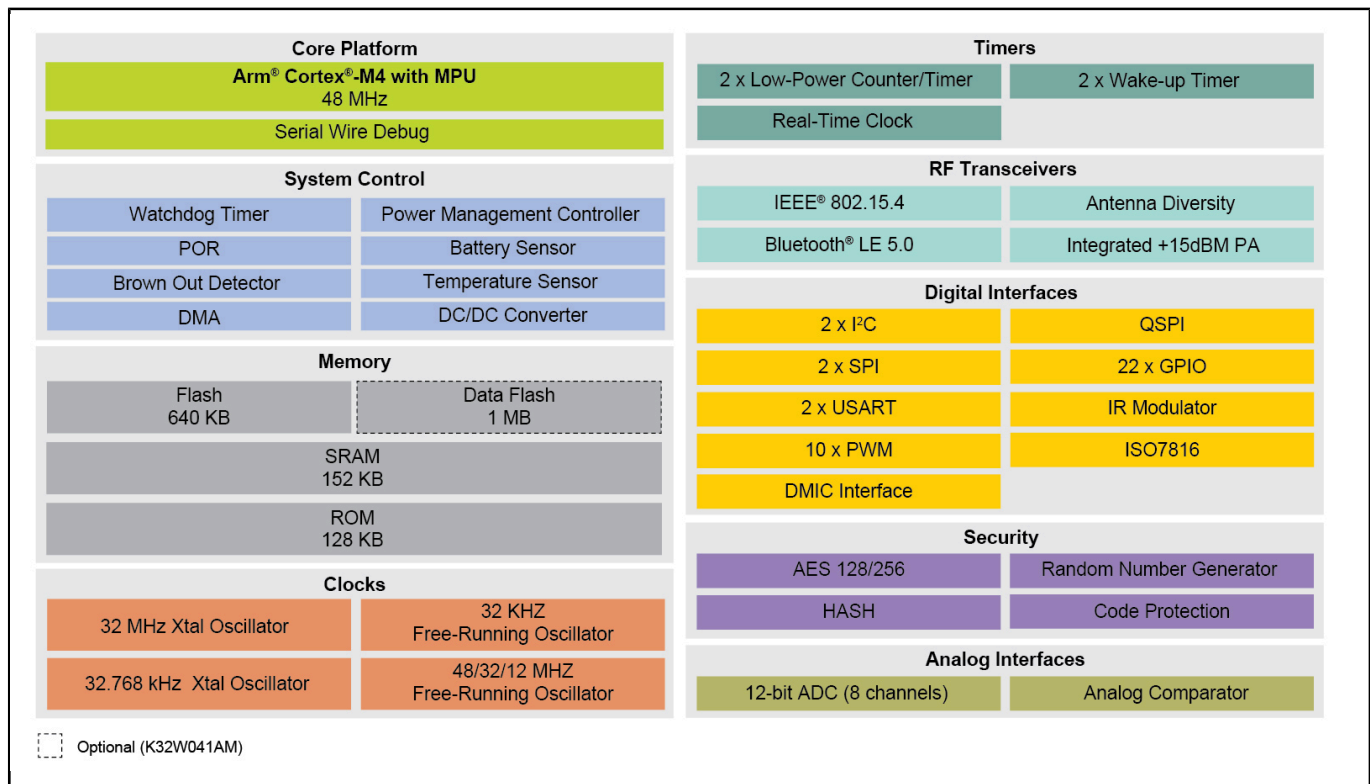 Core Platform
Arm® Cortex®-M4 with MPU
48 MHz
Serial Wire Debug
System Control
Watchdog Timer
Power Management Controller
POR
Battery Sensor
Brown Out Detector
Temperature Sensor
DMA
DC/DC Converter
Memory
Flash
640 KB
Data Flash
1 MB
SRAM
152 KB
ROM
128 KB
Clocks
32 MHz Xtal Oscillator
32 KHZ
Free-Running Oscillator
32.768 kHz Xtal Oscillator
48/32/12 MHZ
Free-Running Oscillator
Optional (K32W041AM)
Timers
2 x Low-Power Counter/Timer
2 x Wake-up Timer
Real-Time Clock
RF Transceivers
IEEE® 802.15.4
Antenna Diversity
Bluetooth® LE 5.0
Integrated +15dBM PA
Digital Interfaces
2 x I²C
QSPI
2 x SPI
22 x GPIO
2 x USART
IR Modulator
10 x PWM
ISO7816
DMIC Interface
Security
AES 128/256
Random Number Generator
HASH
Code Protection
Analog Interfaces
12-bit ADC (8 channels)
Analog Comparator